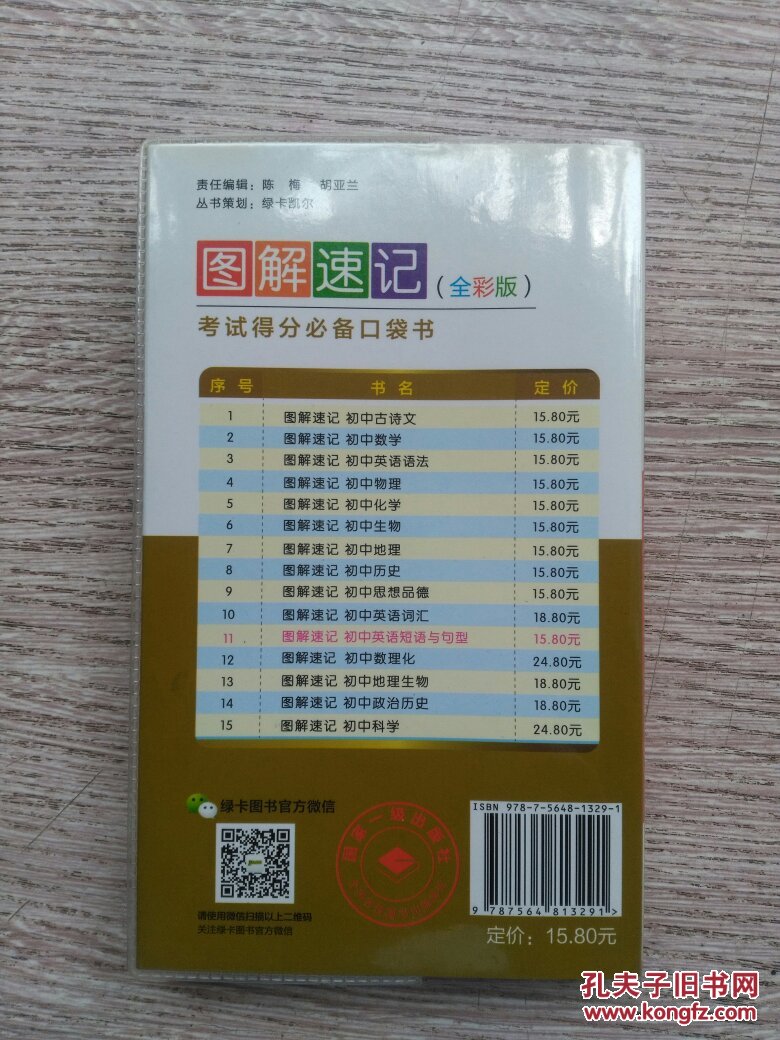 责任编辑：陈 梅 胡亚兰
丛书策划：绿卡凯尔
图解速记（全彩版）
考试得分必备口袋书
序号 书名 定价
1 图解速记 初中古诗文 15.80元
2 图解速记 初中数学 15.80元
3 图解速记 初中英语语法 15.80元
4 图解速记 初中物理 15.80元
5 图解速记 初中化学 15.80元
6 图解速记 初中生物 15.80元
7 图解速记 初中地理 15.80元
8 图解速记 初中历史 15.80元
9 图解速记 初中思想品德 15.80元
10 图解速记 初中英语词汇 18.80元
11 图解速记 初中英语短语与句型 15.80元
12 图解速记 初中数理化 24.80元
13 图解速记 初中地理生物 18.80元
14 图解速记 初中政治历史 18.80元
15 图解速记 初中科学 24.80元
绿卡图书官方微信
请使用微信扫描以上二维码
关注绿卡图书官方微信
国家一级出版社
ISBN 978-7-5648-1329-1
9 787564 813291 >
定价：15.80元
孔夫子旧书网
www.kongfz.com